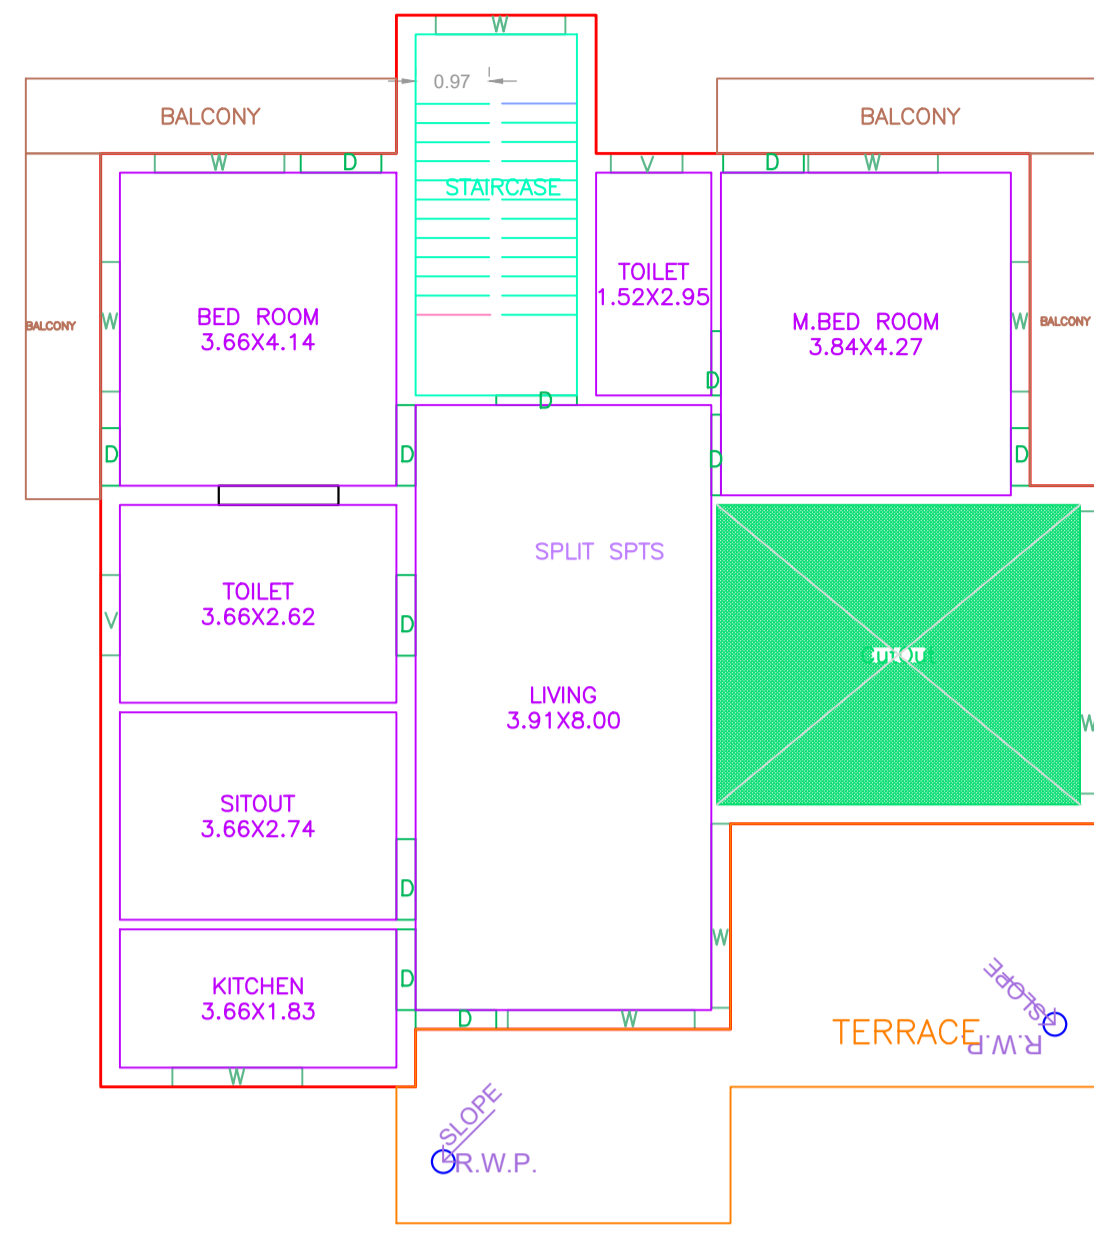 W
0.97
BALCONY
BALCONY
W
D
V
D
W
STAIRCASE
TOILET
1.52X2.95
BED ROOM
3.66X4.14
M.BED ROOM
3.84X4.27
BALCONY
W
W
BALCONY
D
D
D
D
D
D
SPLIT SPTS
TOILET
3.66X2.62
V
D
CutOut
LIVING
3.91X8.00
W
SITOUT
3.66X2.74
D
W
KITCHEN
3.66X1.83
D
D
W
W
SLOPE
TERRACE
R.W.P.
SLOPE
R.W.P.